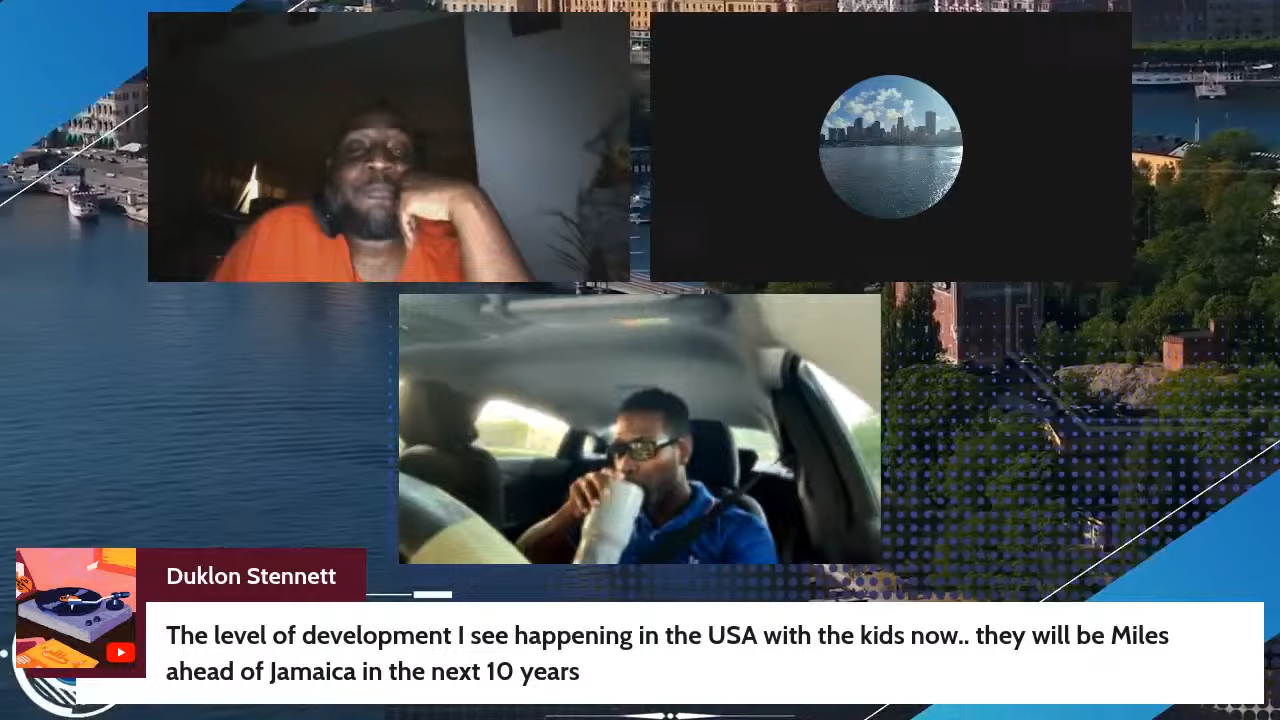 Duklon Stennett
The level of development I see happening in the USA with the kids now.. they will be Miles
ahead of Jamaica in the next 10 years